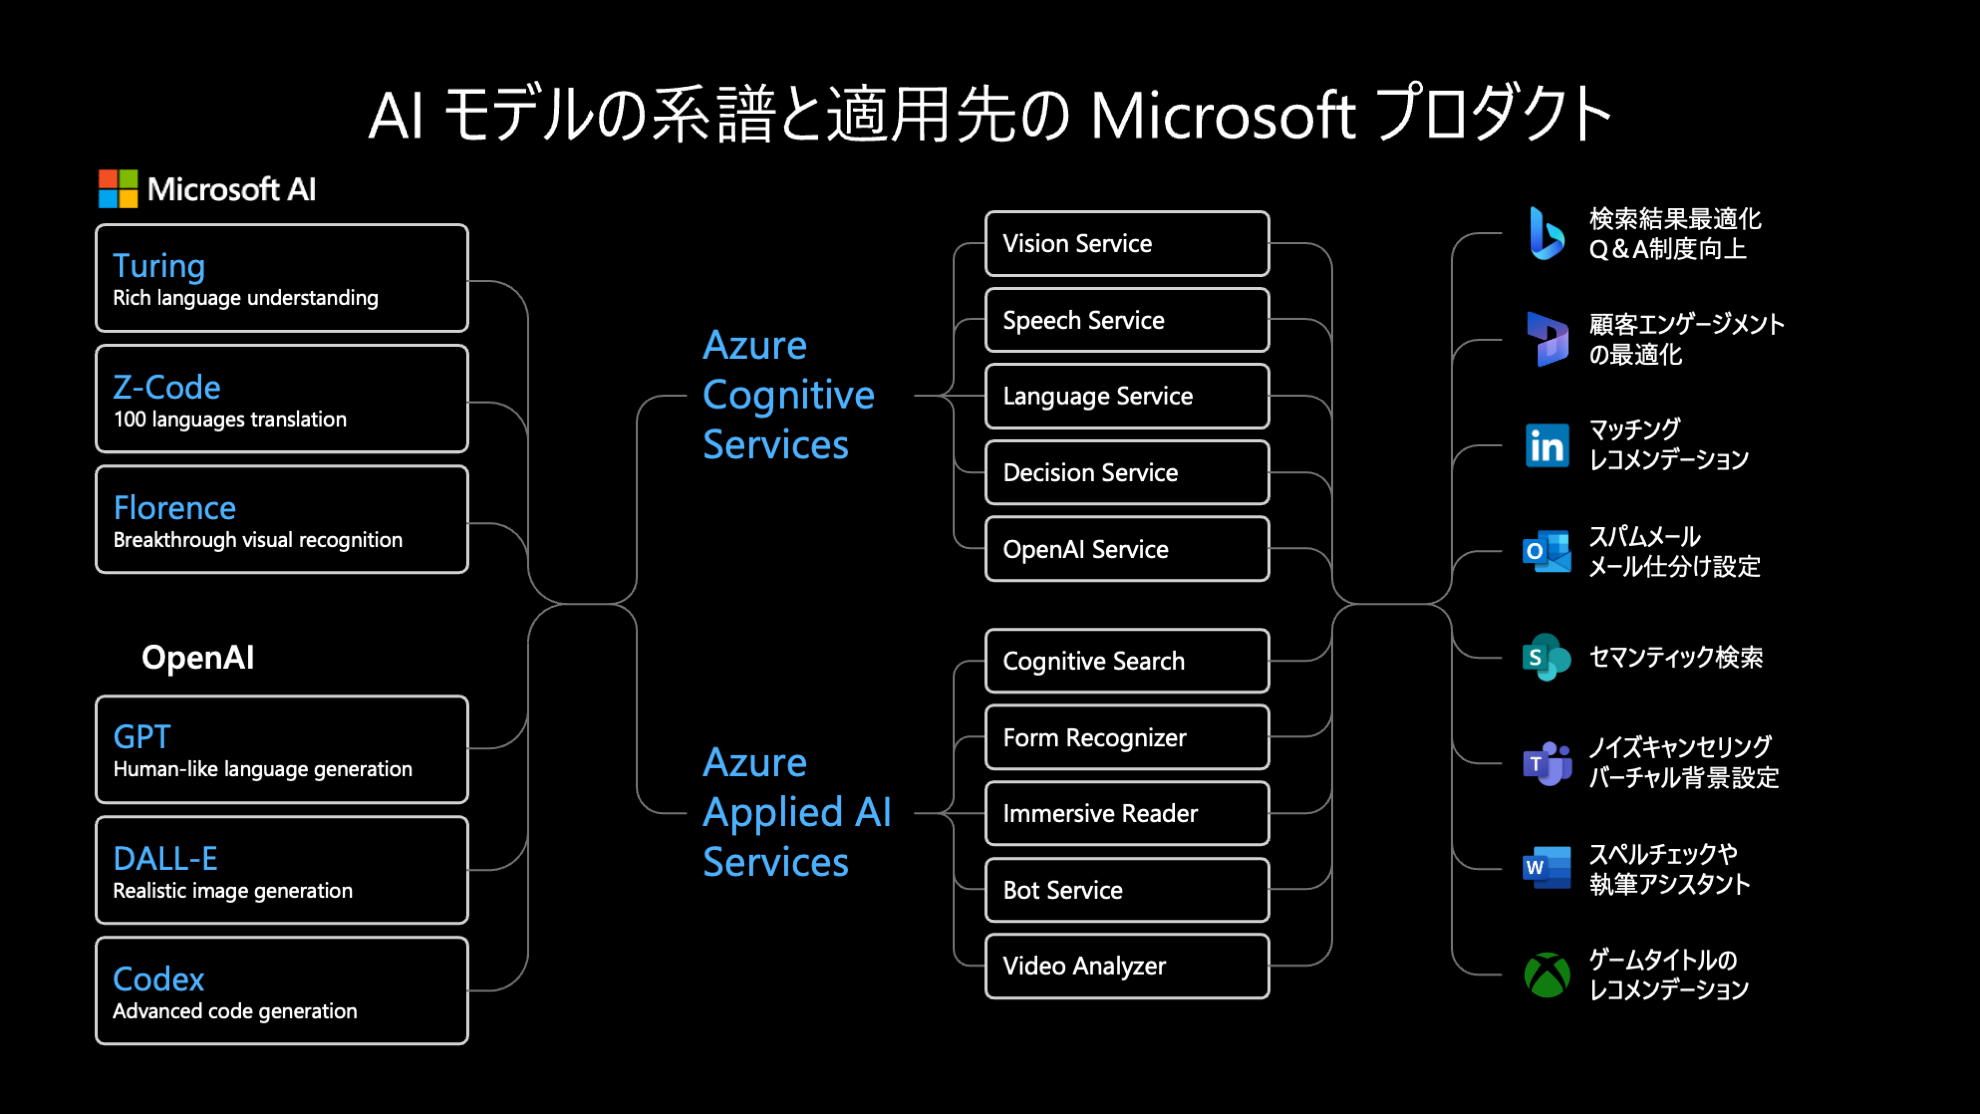 AI モデルの系譜と適用先の Microsoft プロダクト
Microsoft AI
Turing
Rich language understanding
Z-Code
100 languages translation
Florence
Breakthrough visual recognition
OpenAI
GPT
Human-like language generation
DALL-E
Realistic image generation
Codex
Advanced code generation
Azure
Cognitive
Services
Azure
Applied AI
Services
Vision Service
Speech Service
Language Service
Decision Service
OpenAI Service
Cognitive Search
Form Recognizer
Immersive Reader
Bot Service
Video Analyzer
検索結果最適化
Q＆A制度向上
顧客エンゲージメント
の最適化
in
マッチング
レコメンデーション
O
スパムメール
メール仕分け設定
S
セマンティック検索
T
ノイズキャンセリング
バーチャル背景設定
W
スペルチェックや
執筆アシスタント
ゲームタイトルの
レコメンデーション